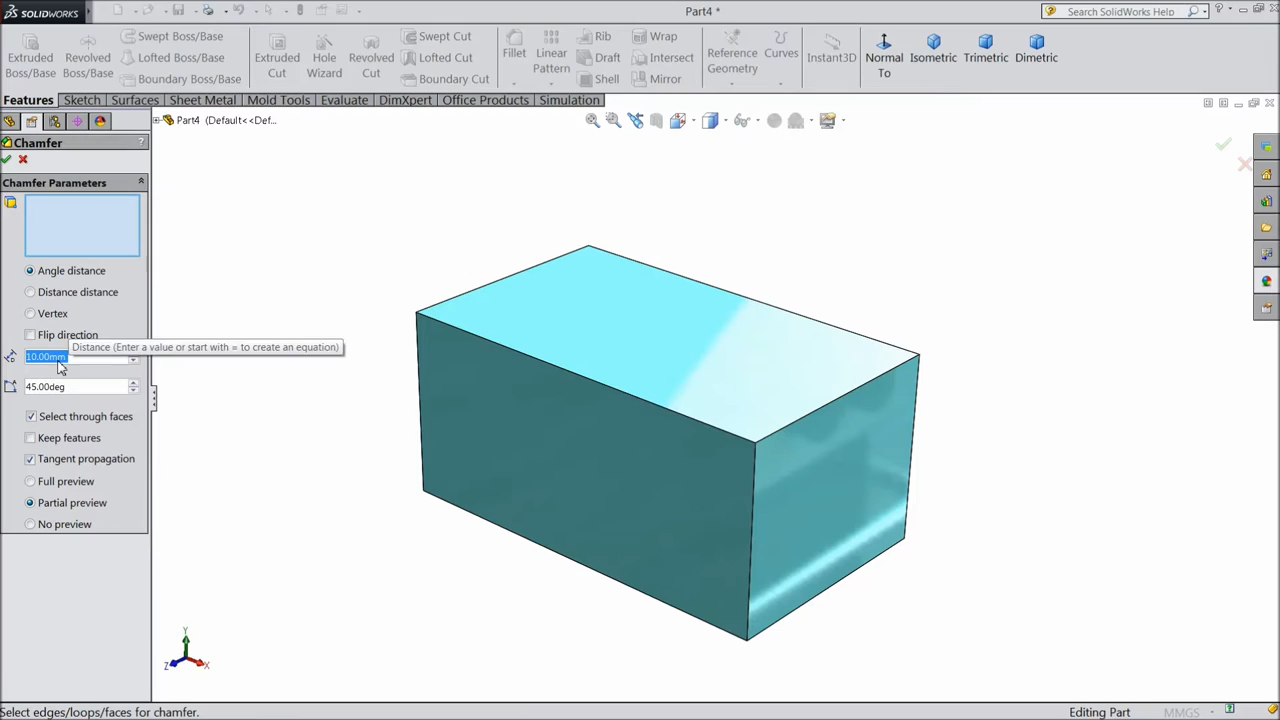 SOLIDWORKS
Part4 *
Search SolidWorks Help
Extruded Boss/Base
Revolved Boss/Base
Swept Boss/Base
Lofted Boss/Base
Boundary Boss/Base
Extruded Cut
Hole Wizard
Revolved Cut
Swept Cut
Lofted Cut
Boundary Cut
Fillet
Linear Pattern
Rib
Draft
Shell
Wrap
Intersect
Mirror
Reference Geometry
Curves
Instant3D
Normal To
Isometric
Trimetric
Dimetric
Features Sketch Surfaces Sheet Metal Mold Tools Evaluate DimXpert Office Products Simulation
Part4 (Default<<Def...
Chamfer ?
Chamfer Parameters
Angle distance
Distance distance
Vertex
Flip direction
Distance (Enter a value or start with = to create an equation)
10.00mm
45.00deg
Select through faces
Keep features
Tangent propagation
Full preview
Partial preview
No preview
Y
Z X
Select edges/loops/faces for chamfer.
Editing Part
MMGS